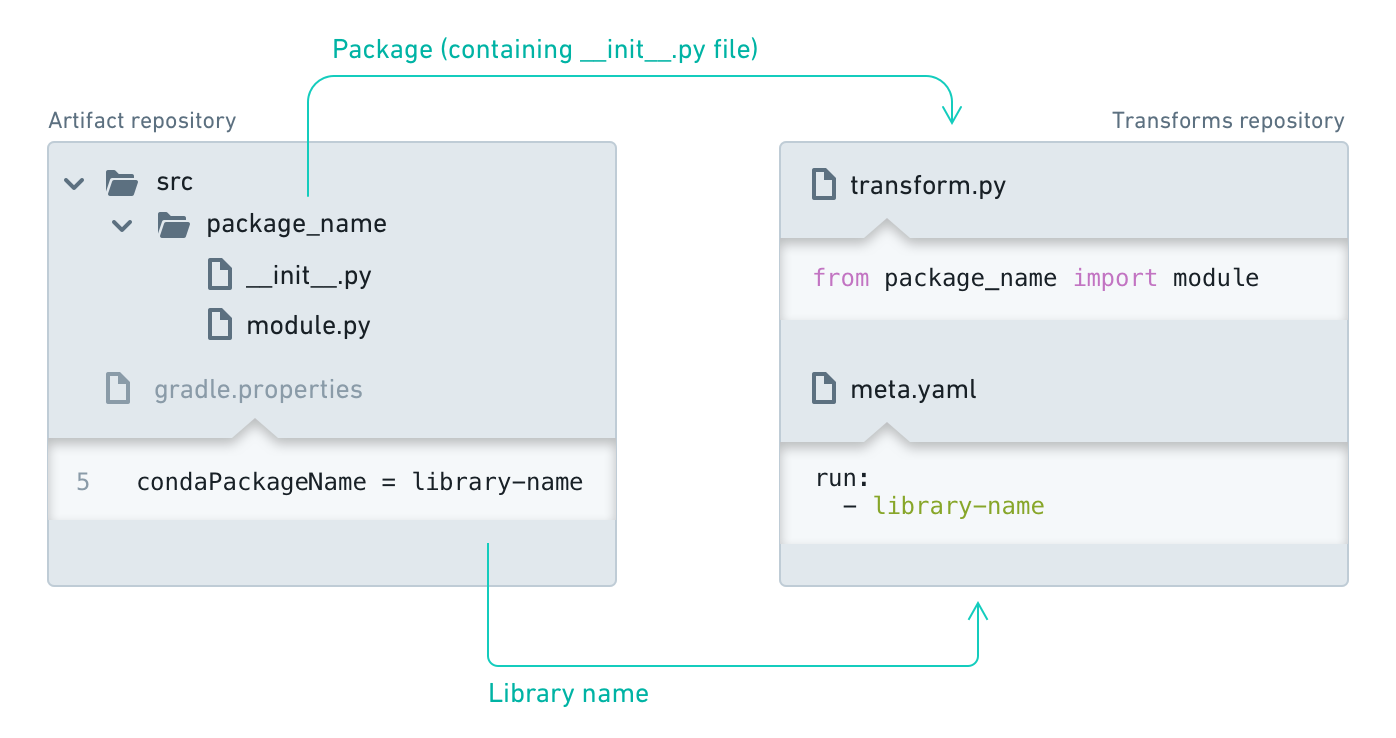 Package (containing __init__.py file)
Artifact repository
src
package_name
__init__.py
module.py
gradle.properties
5 condaPackageName = library-name
Transforms repository
transform.py
from package_name import module
meta.yaml
run:
- library-name
Library name